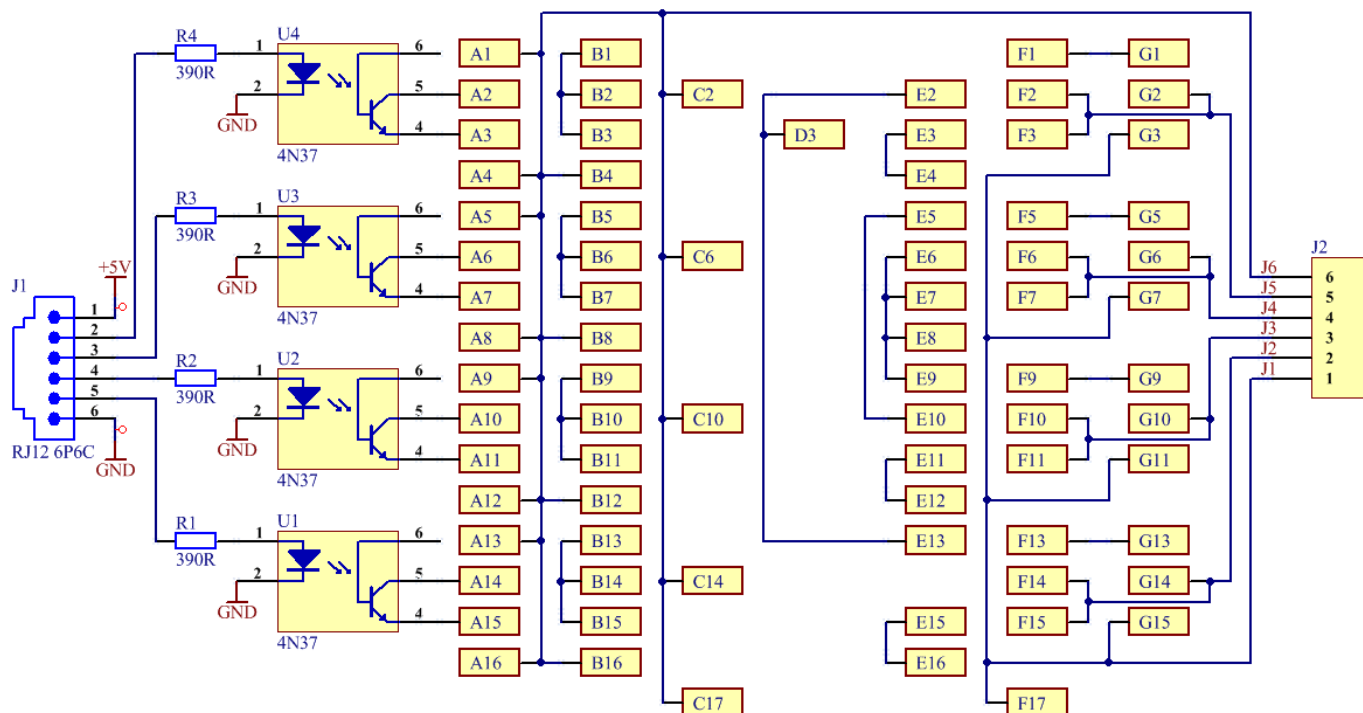 R4
390R
U4
1
2
6
5
4
GND
4N37
R3
390R
U3
1
2
6
5
4
GND
4N37
J1
+5V
1
2
3
4
5
6
RJ12 6P6C
GND
R2
390R
U2
1
2
6
5
4
GND
4N37
R1
390R
U1
1
2
6
5
4
GND
4N37
A1
A2
A3
A4
A5
A6
A7
A8
A9
A10
A11
A12
A13
A14
A15
A16
B1
B2
B3
B4
B5
B6
B7
B8
B9
B10
B11
B12
B13
B14
B15
B16
C2
C6
C10
C14
C17
D3
E2
E3
E4
E5
E6
E7
E8
E9
E10
E11
E12
E13
E15
E16
F1
F2
F3
F5
F6
F7
F9
F10
F11
F13
F14
F15
F17
G1
G2
G3
G5
G6
G7
G9
G10
G11
G13
G14
G15
J2
J6 6
J5 5
J4 4
J3 3
J2 2
J1 1